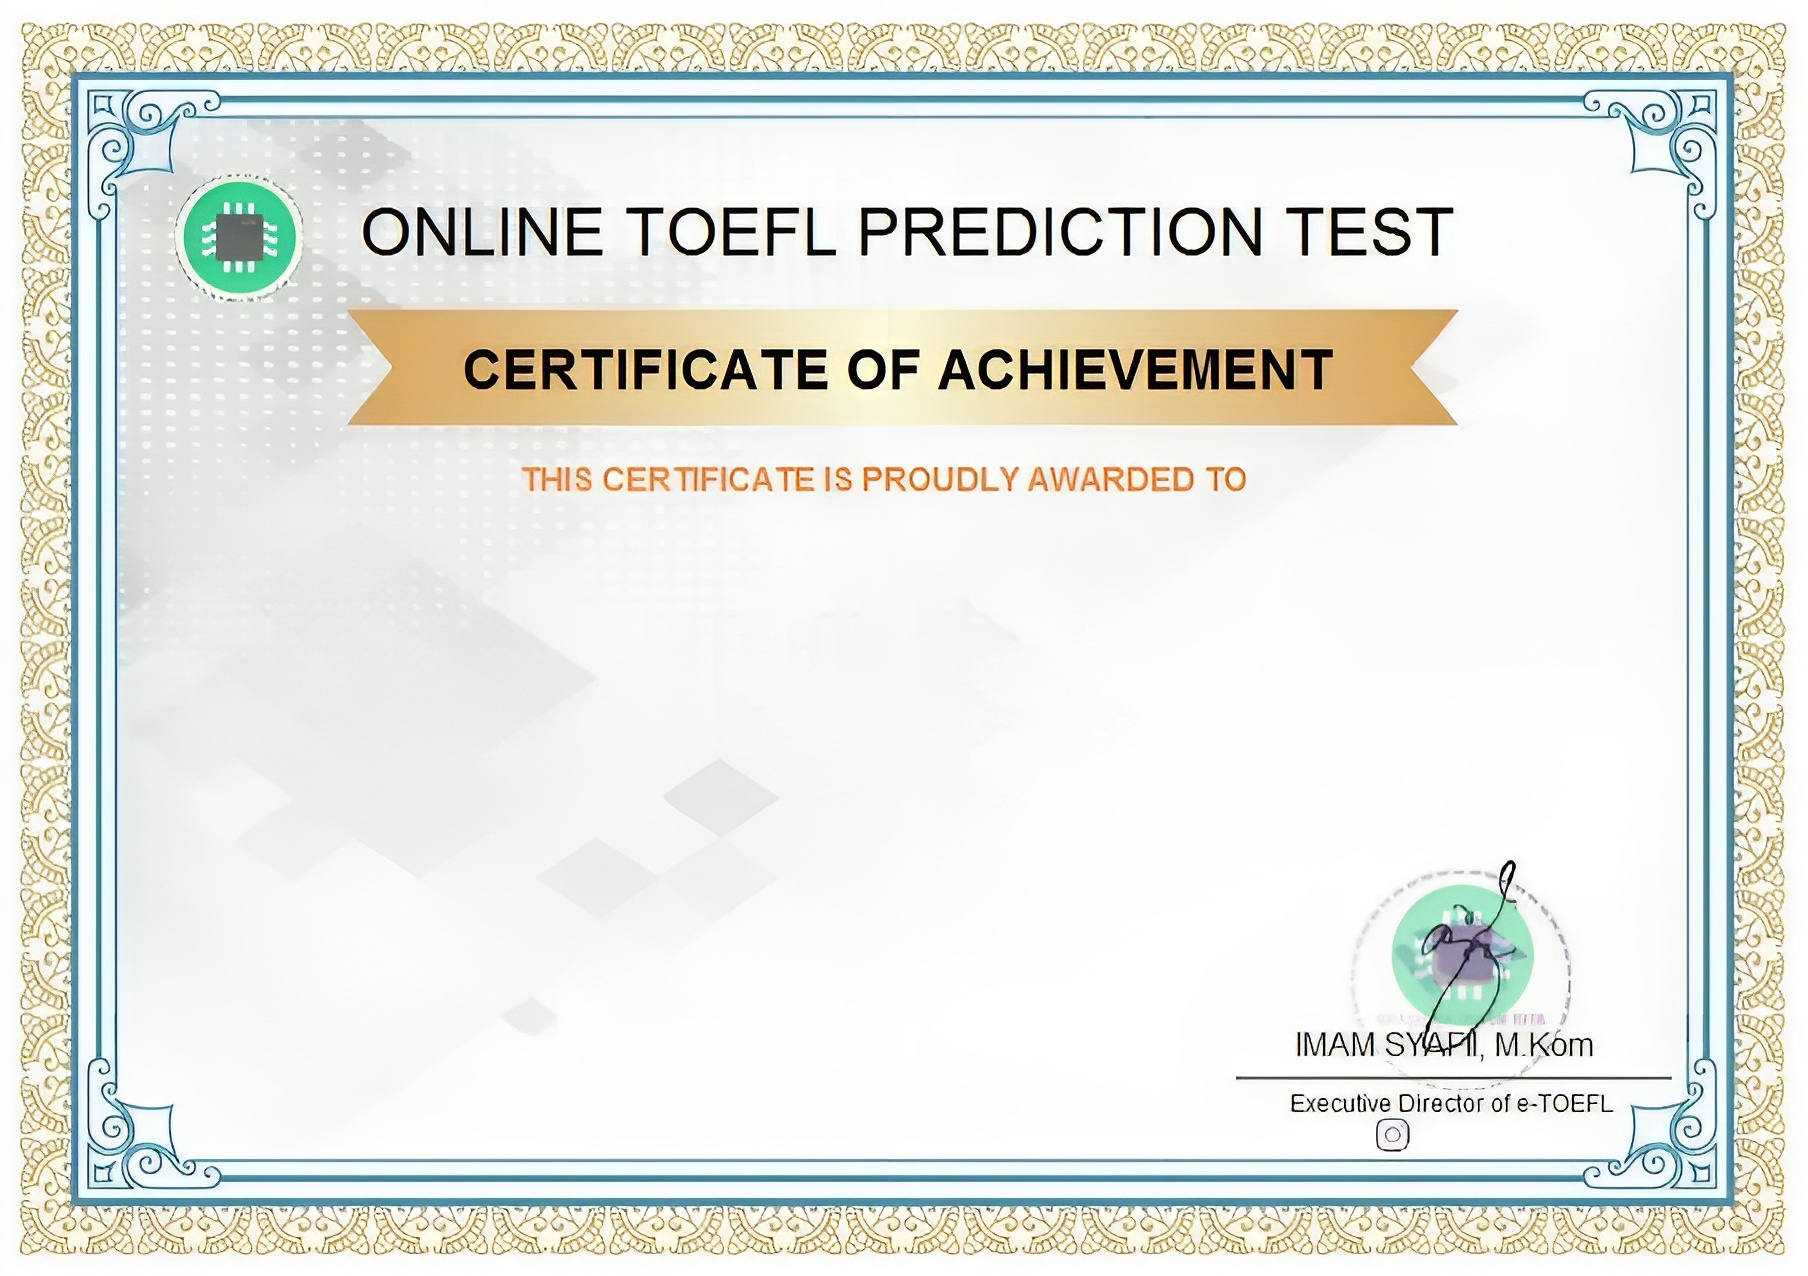 ONLINE TOEFL PREDICTION TEST
CERTIFICATE OF ACHIEVEMENT
THIS CERTIFICATE IS PROUDLY AWARDED TO
IMAM SYAFII, M.Kom
Executive Director of e-TOEFL